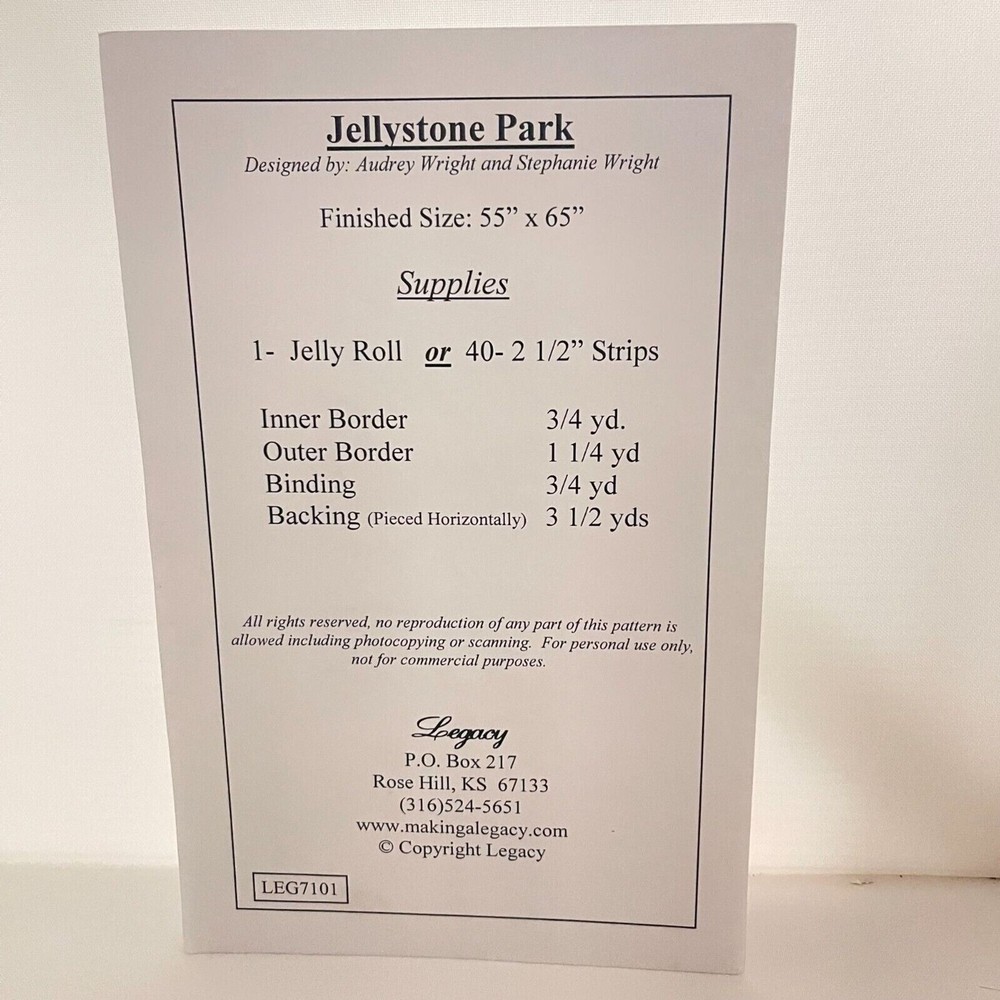 Jellystone Park
Designed by: Audrey Wright and Stephanie Wright
Finished Size: 55” x 65”
Supplies
1- Jelly Roll or 40- 2 1/2” Strips
Inner Border 3/4 yd.
Outer Border 1 1/4 yd
Binding 3/4 yd
Backing (Pieced Horizontally) 3 1/2 yds
All rights reserved, no reproduction of any part of this pattern is
allowed including photocopying or scanning. For personal use only,
not for commercial purposes.
Legacy
P.O. Box 217
Rose Hill, KS 67133
(316)524-5651
www.makingalegacy.com
© Copyright Legacy
LEG7101